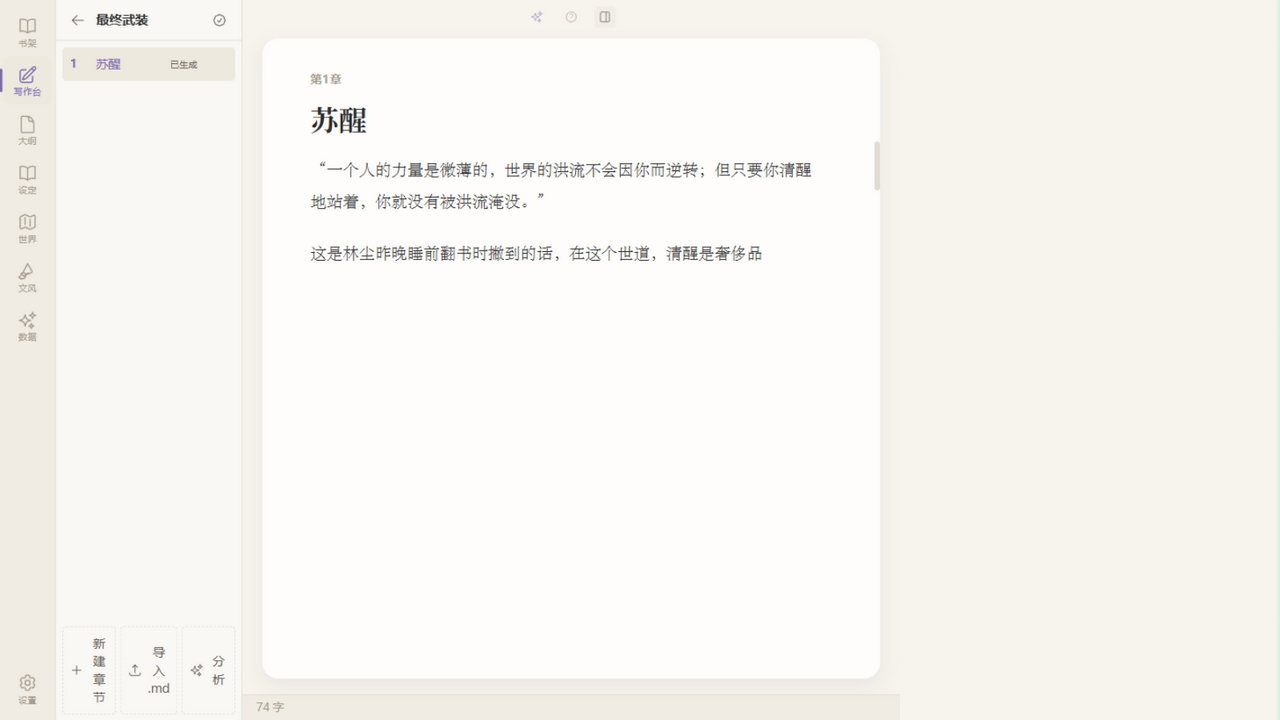 书架
写作台
大纲
设定
世界
文风
数据
设置
最终武装
1 苏醒 已生成
新建章节
导入.md
分析
第1章
苏醒
“一个人的力量是微薄的，世界的洪流不会因你而逆转；但只要你清醒
地站着，你就没有被洪流淹没。”
这是林尘昨晚睡前翻书时撇到的话，在这个世道，清醒是奢侈品
74 字